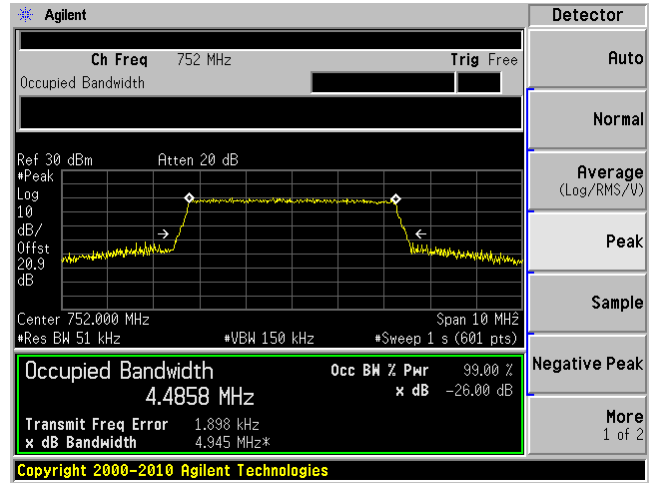 Agilent
Detector
Ch Freq 752 MHz Trig Free
Occupied Bandwidth
Auto
Normal
Average
(Log/RMS/V)
Peak
Sample
Negative Peak
More
1 of 2
Ref 30 dBm Atten 20 dB
#Peak
Log
10
dB/
Offst
20.9
dB
Center 752.000 MHz Span 10 MHz
#Res BW 51 kHz #VBW 150 kHz #Sweep 1 s (601 pts)
Occupied Bandwidth Occ BW % Pwr 99.00 %
4.4858 MHz x dB -26.00 dB
Transmit Freq Error 1.898 kHz
x dB Bandwidth 4.945 MHz*
Copyright 2000-2010 Agilent Technologies